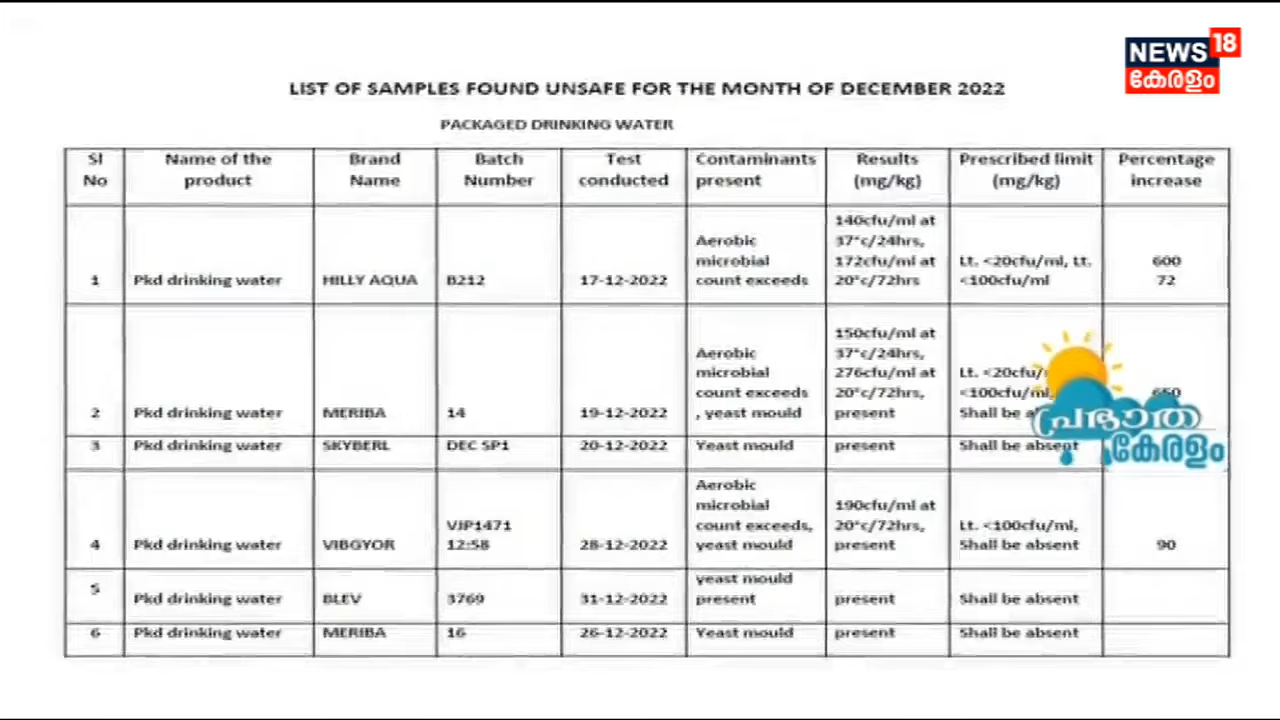 NEWS 18
കേരളം
LIST OF SAMPLES FOUND UNSAFE FOR THE MONTH OF DECEMBER 2022
PACKAGED DRINKING WATER
Sl No | Name of the product | Brand Name | Batch Number | Test conducted | Contaminants present | Results (mg/kg) | Prescribed limit (mg/kg) | Percentage increase
1 | Pkd drinking water | HILLY AQUA | B212 | 17-12-2022 | Aerobic microbial count exceeds | 140cfu/ml at 37°c/24hrs, 172cfu/ml at 20°c/72hrs | Lt. <20cfu/ml, Lt. <100cfu/ml | 600 72
2 | Pkd drinking water | MERIBA | 14 | 19-12-2022 | Aerobic microbial count exceeds , yeast mould | 150cfu/ml at 37°c/24hrs, 276cfu/ml at 20°c/72hrs, present | Lt. <20cfu/ <100cfu/ml, Shall be | 650
3 | Pkd drinking water | SKYBERL | DEC SP1 | 20-12-2022 | Yeast mould | present | Shall be absent
4 | Pkd drinking water | VIBGYOR | VJP1471 12:58 | 28-12-2022 | Aerobic microbial count exceeds, yeast mould | 190cfu/ml at 20°c/72hrs, present | Lt. <100cfu/ml, Shall be absent | 90
5 | Pkd drinking water | BLEV | 3769 | 31-12-2022 | yeast mould present | present | Shall be absent
6 | Pkd drinking water | MERIBA | 16 | 26-12-2022 | Yeast mould | present | Shall be absent
പ്രഭാത
കേരളം